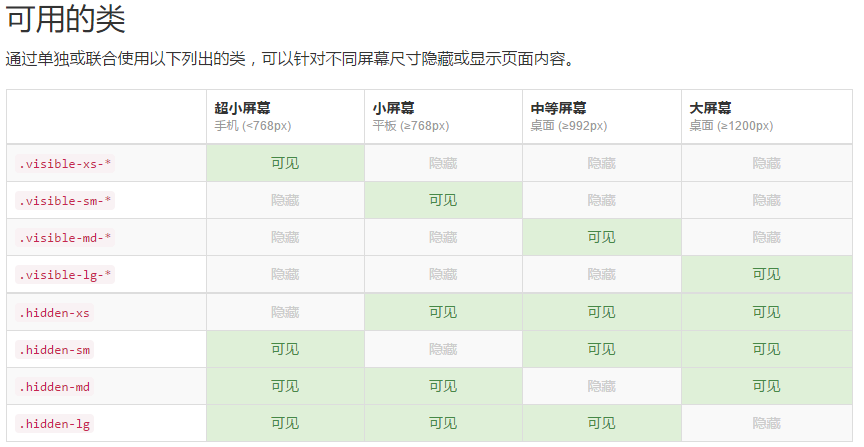 可用的类
通过单独或联合使用以下列出的类，可以针对不同屏幕尺寸隐藏或显示页面内容。
超小屏幕 小屏幕 中等屏幕 大屏幕
手机 (<768px) 平板 (≥768px) 桌面 (≥992px) 桌面 (≥1200px)
.visible-xs-* 可见 隐藏 隐藏 隐藏
.visible-sm-* 隐藏 可见 隐藏 隐藏
.visible-md-* 隐藏 隐藏 可见 隐藏
.visible-lg-* 隐藏 隐藏 隐藏 可见
.hidden-xs 隐藏 可见 可见 可见
.hidden-sm 可见 隐藏 可见 可见
.hidden-md 可见 可见 隐藏 可见
.hidden-lg 可见 可见 可见 隐藏